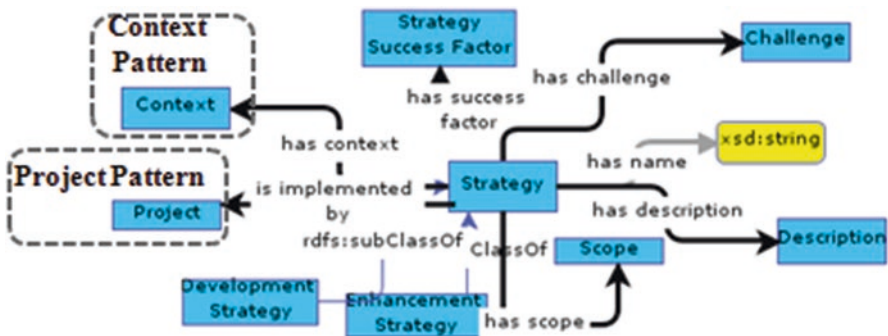 Context
Pattern
Context
Strategy
Success Factor
Challenge
has challenge
has success
factor
has context
xsd:string
has name
Project Pattern
Project
is implemented
by
Strategy
has description
Description
rdfs:subClassOf
ClassOf
Scope
Development
Strategy
Enhancement
Strategy
has scope